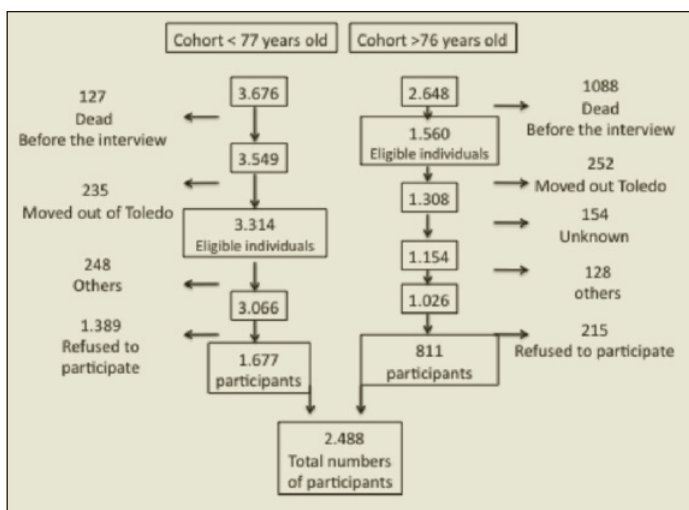 Cohort < 77 years old
Cohort >76 years old
3.676
127
Dead
Before the interview
3.549
235
Moved out of Toledo
3.314
Eligible individuals
248
Others
3.066
1.389
Refused to
participate
1.677
participants
2.648
1088
Dead
Before the interview
1.560
Eligible individuals
252
Moved out Toledo
1.308
154
Unknown
1.154
128
others
1.026
215
Refused to participate
811
participants
2.488
Total numbers
of participants